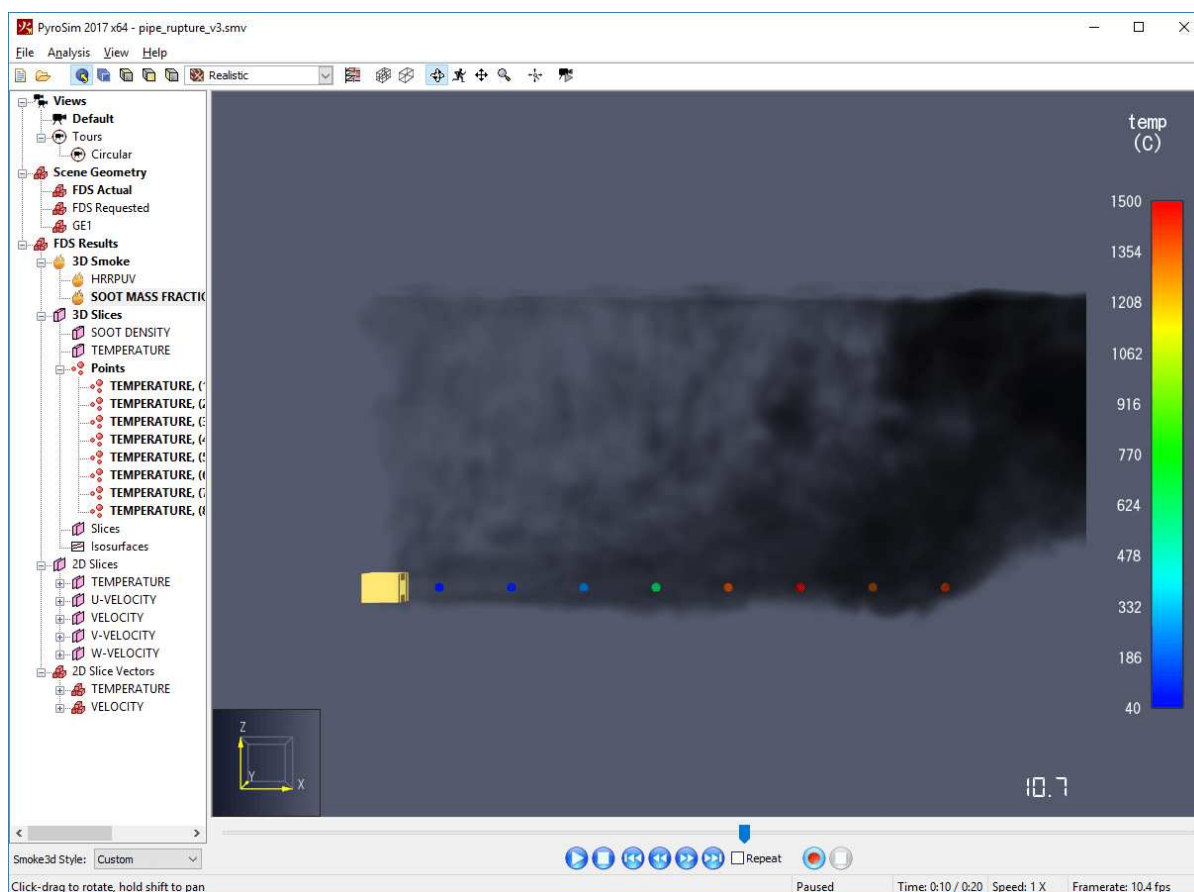 PyroSim 2017 x64 - pipe_rupture_v3.smv
File Analysis View Help
Realistic
Views
Default
Tours
Circular
Scene Geometry
FDS Actual
FDS Requested
GE1
FDS Results
3D Smoke
HRRPUV
SOOT MASS FRACTIO
3D Slices
SOOT DENSITY
TEMPERATURE
Points
TEMPERATURE, (1
TEMPERATURE, (2
TEMPERATURE, (3
TEMPERATURE, (4
TEMPERATURE, (5
TEMPERATURE, (6
TEMPERATURE, (7
TEMPERATURE, (8
Slices
Isosurfaces
2D Slices
TEMPERATURE
U-VELOCITY
VELOCITY
V-VELOCITY
W-VELOCITY
2D Slice Vectors
TEMPERATURE
VELOCITY
temp
(C)
1500
1354
1208
1062
916
770
624
478
332
186
40
Z
Y
X
10.7
Smoke3d Style: Custom
Repeat
Click-drag to rotate, hold shift to pan
Paused
Time: 0:10 / 0:20
Speed: 1 X
Framerate: 10.4 fps